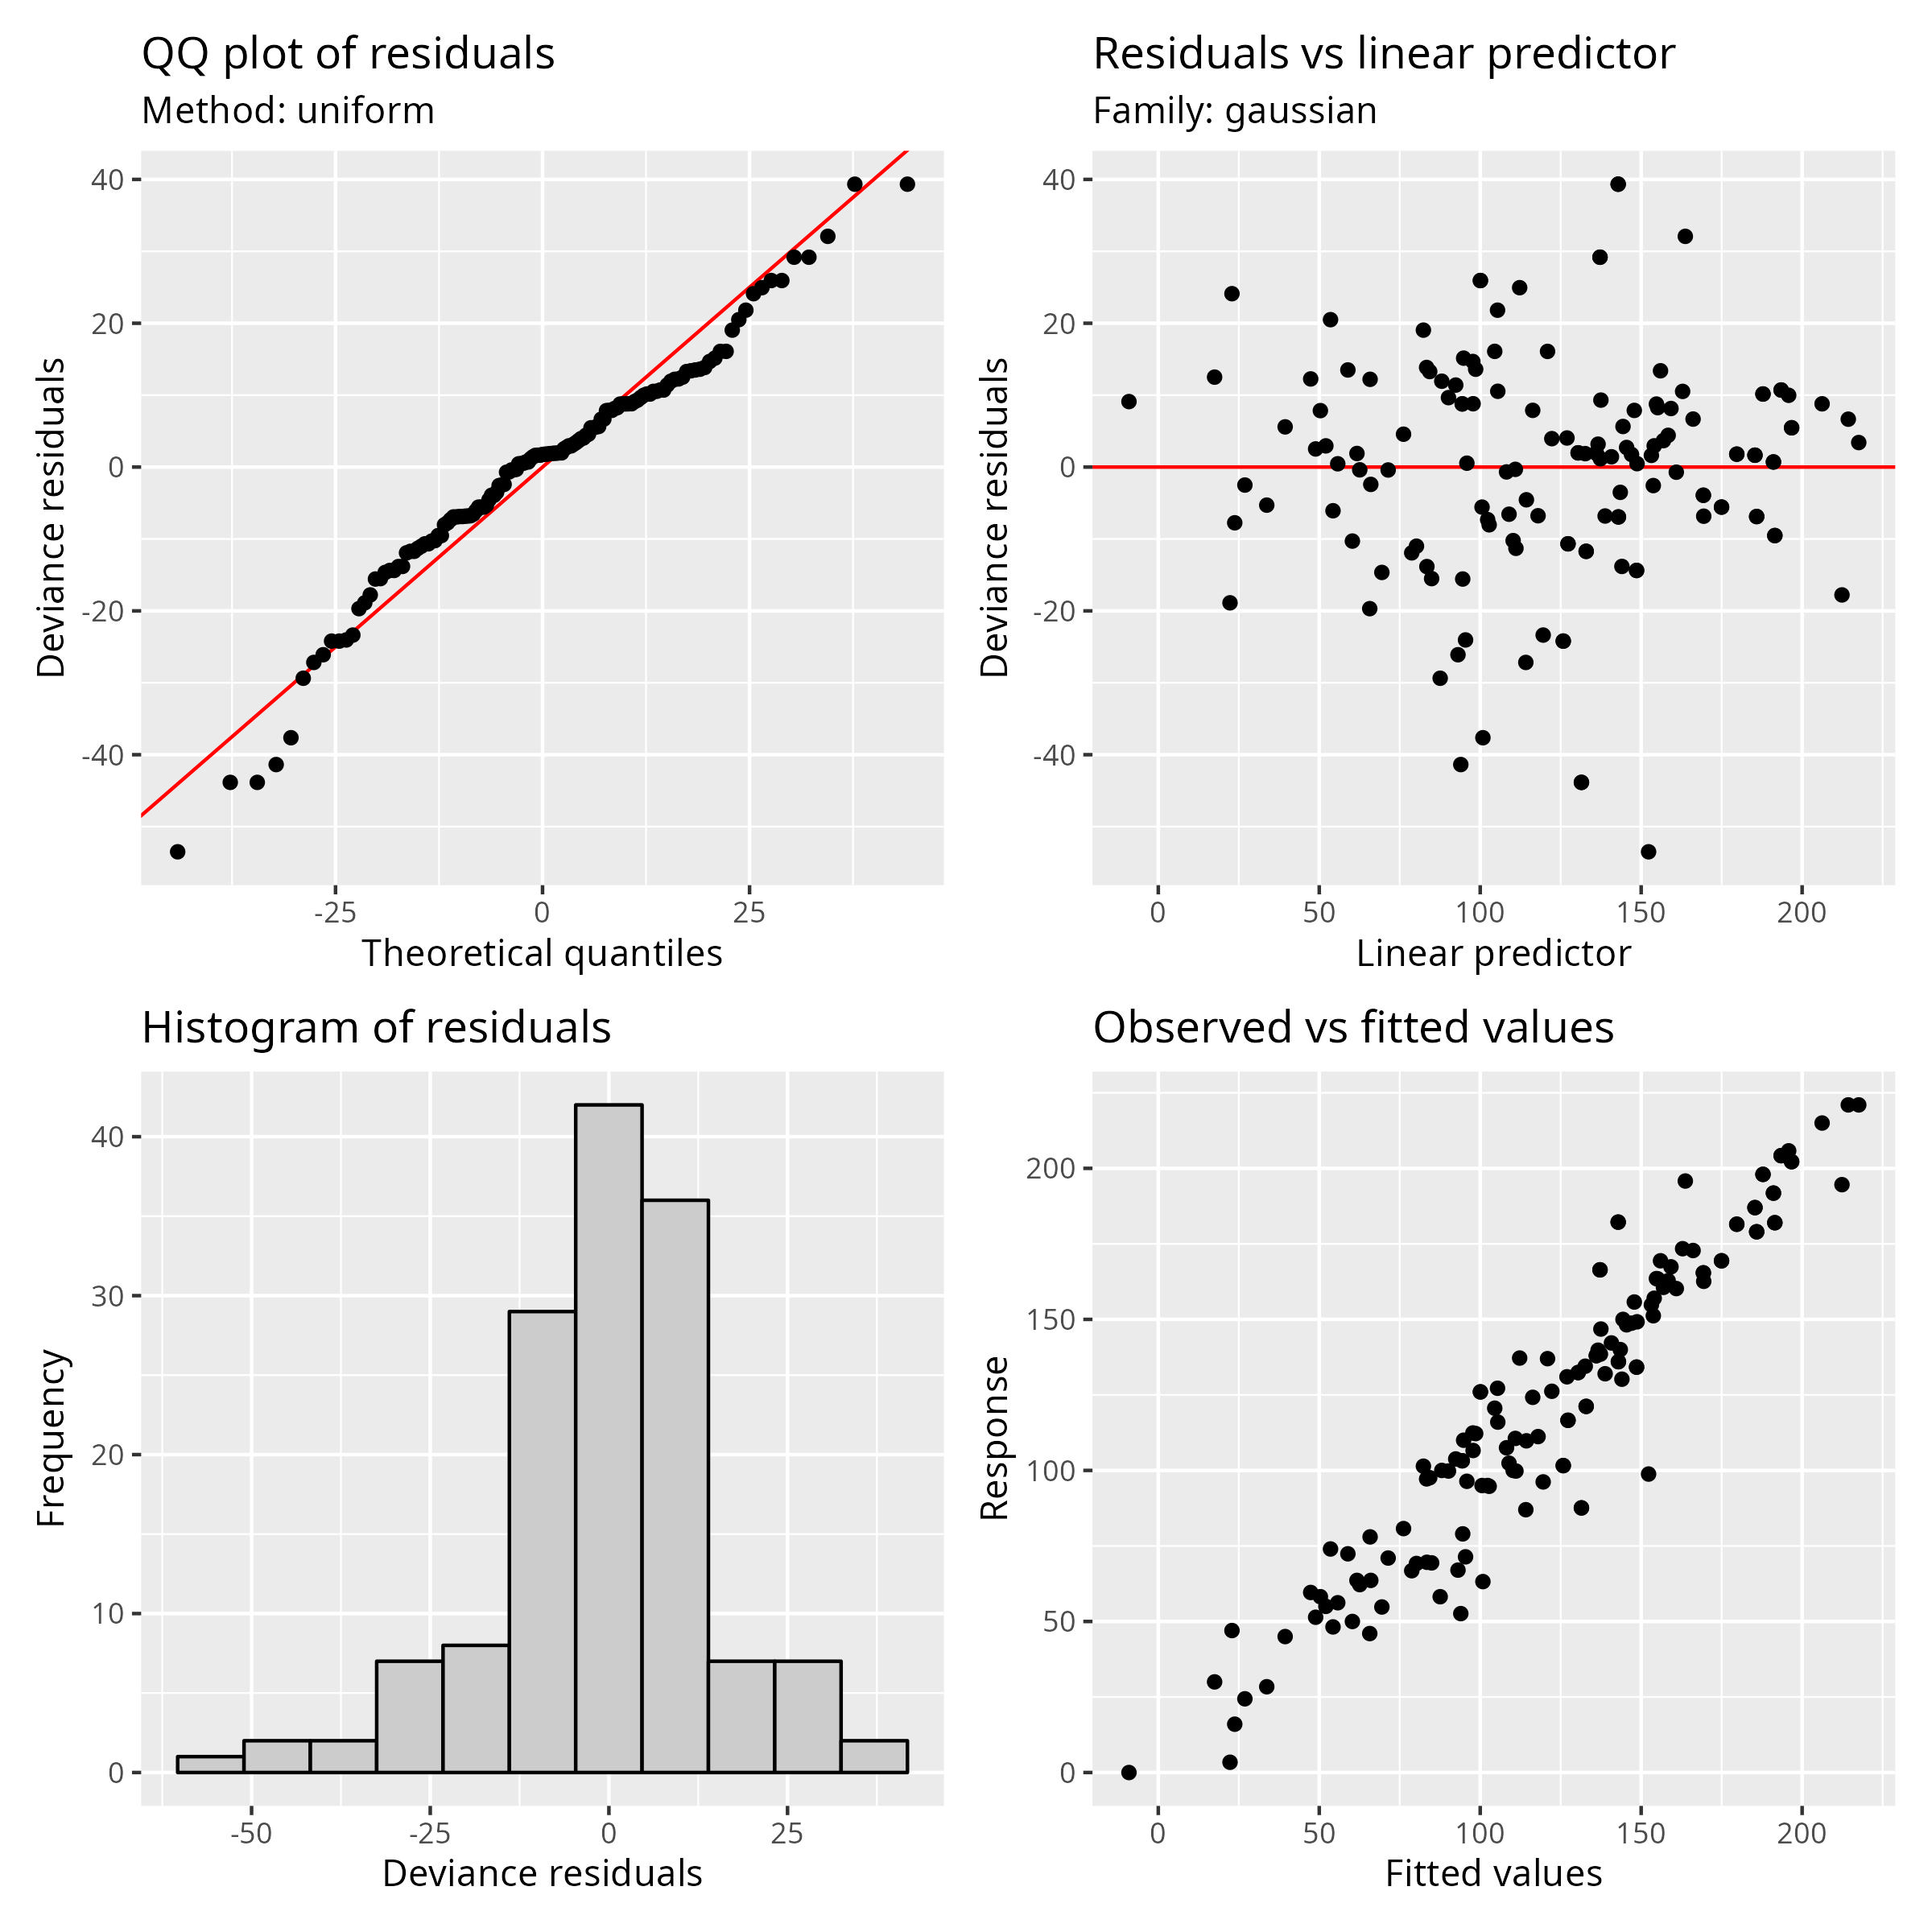 QQ plot of residuals
Method: uniform
40
20
0
-20
-40
Deviance residuals
-25
0
25
Theoretical quantiles
Residuals vs linear predictor
Family: gaussian
40
20
0
-20
-40
Deviance residuals
0
50
100
150
200
Linear predictor
Histogram of residuals
40
30
20
10
0
Frequency
-50
-25
0
25
Deviance residuals
Observed vs fitted values
200
150
100
50
0
Response
0
50
100
150
200
Fitted values